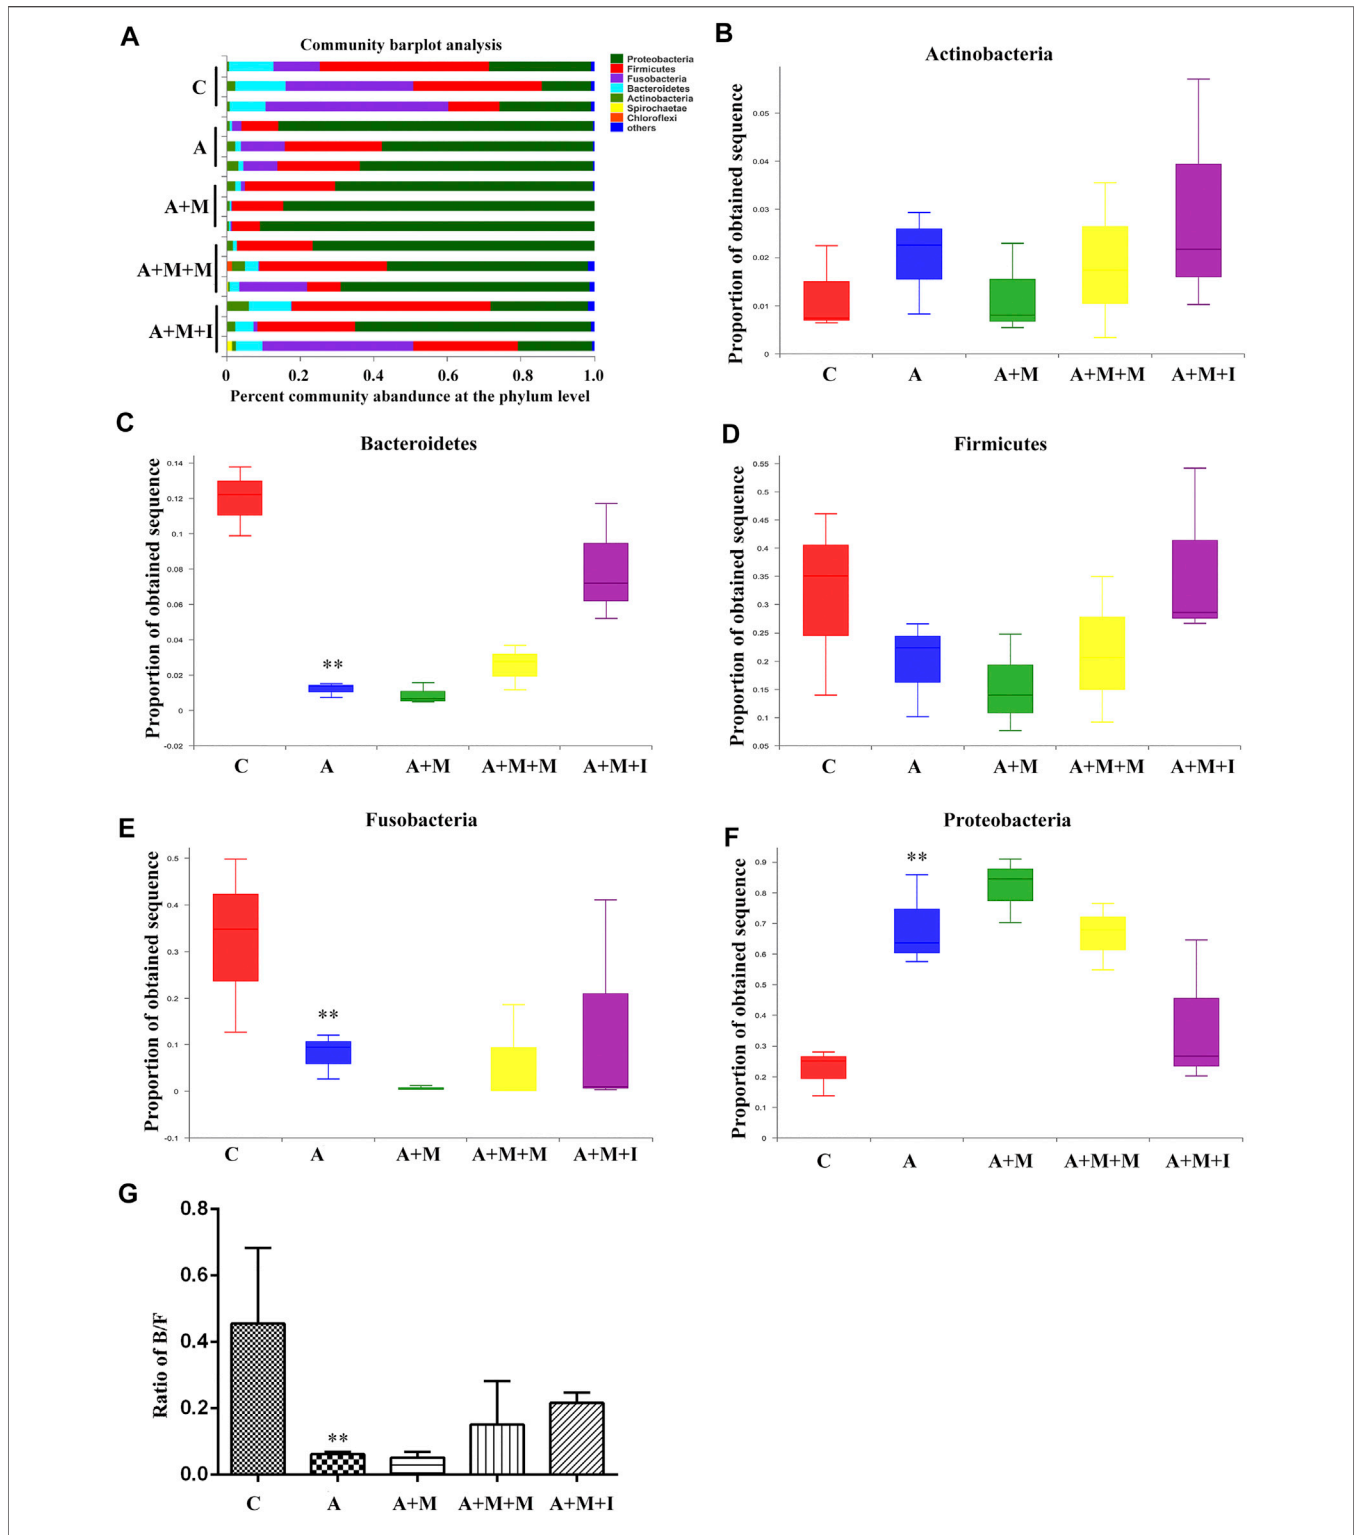 A
Community barplot analysis
Proteobacteria
Firmicutes
Fusobacteria
Bacteroidetes
Actinobacteria
Spirochaetae
Chloroflexi
others
C
A
A+M
A+M+M
A+M+I
0 0.2 0.4 0.6 0.8 1.0
Percent community abandunce at the phylum level
B
Actinobacteria
Proportion of obtained sequence
0.05
0.04
0.03
0.02
0.01
0
C A A+M A+M+M A+M+I
C
Bacteroidetes
Proportion of obtained sequence
0.14
0.12
0.1
0.08
0.06
0.04
0.02
0
-0.02
**
C A A+M A+M+M A+M+I
D
Firmicutes
Proportion of obtained sequence
0.55
0.5
0.45
0.4
0.35
0.3
0.25
0.2
0.15
0.1
0.05
C A A+M A+M+M A+M+I
E
Fusobacteria
Proportion of obtained sequence
0.5
0.4
0.3
0.2
0.1
0
-0.1
**
C A A+M A+M+M A+M+I
F
Proteobacteria
Proportion of obtained sequence
0.9
0.8
0.7
0.6
0.5
0.4
0.3
0.2
0.1
0
**
C A A+M A+M+M A+M+I
G
Ratio of B/F
0.8
0.6
0.4
0.2
0.0
**
C A A+M A+M+M A+M+I